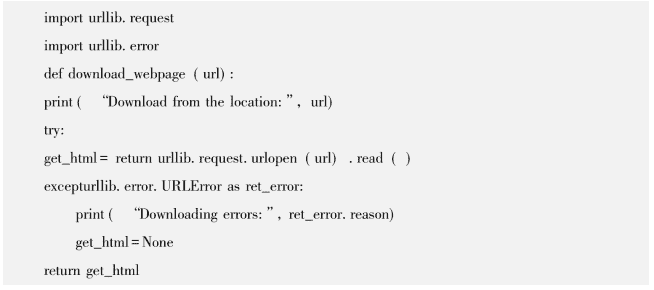 import urllib. request
import urllib. error
def download_webpage (url) :
print ( “Download from the location: ”, url)
try:
get_html = return urllib. request. urlopen (url) . read ( )
excepturllib. error. URLError as ret_error:
print ( “Downloading errors: ”, ret_error. reason)
get_html = None
return get_html